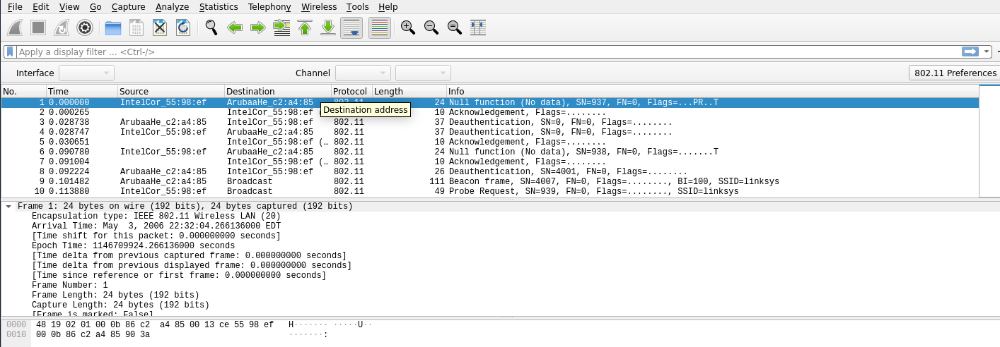 File Edit View Go Capture Analyze Statistics Telephony Wireless Tools Help
Apply a display filter ... <Ctrl-/>
Interface Channel 802.11 Preferences
No. Time Source Destination Protocol Length Info
1 0.000000 IntelCor_55:98:ef ArubaaHe_c2:a4:85 802.11 24 Null function (No data), SN=937, FN=0, Flags=...PR..T
Destination address
2 0.000265 IntelCor_55:98:ef ( 10 Acknowledgement, Flags=........
3 0.028738 ArubaaHe_c2:a4:85 IntelCor_55:98:ef 802.11 37 Deauthentication, SN=0, FN=0, Flags=........
4 0.028747 IntelCor_55:98:ef ArubaaHe_c2:a4:85 802.11 37 Deauthentication, SN=0, FN=0, Flags=........
5 0.030651 IntelCor_55:98:ef (… 802.11 10 Acknowledgement, Flags=........
6 0.090780 IntelCor_55:98:ef ArubaaHe_c2:a4:85 802.11 24 Null function (No data), SN=938, FN=0, Flags=.......T
7 0.091004 IntelCor_55:98:ef (… 802.11 10 Acknowledgement, Flags=........
8 0.092224 ArubaaHe_c2:a4:85 IntelCor_55:98:ef 802.11 26 Deauthentication, SN=4001, FN=0, Flags=........
9 0.101482 ArubaaHe_c2:a4:85 Broadcast 802.11 111 Beacon frame, SN=4007, FN=0, Flags=........, BI=100, SSID=linksys
10 0.113880 IntelCor_55:98:ef Broadcast 802.11 49 Probe Request, SN=939, FN=0, Flags=........, SSID=linksys
Frame 1: 24 bytes on wire (192 bits), 24 bytes captured (192 bits)
Encapsulation type: IEEE 802.11 Wireless LAN (20)
Arrival Time: May  3, 2006 22:32:04.266136000 EDT
[Time shift for this packet: 0.000000000 seconds]
Epoch Time: 1146709924.266136000 seconds
[Time delta from previous captured frame: 0.000000000 seconds]
[Time delta from previous displayed frame: 0.000000000 seconds]
[Time since reference or first frame: 0.000000000 seconds]
Frame Number: 1
Frame Length: 24 bytes (192 bits)
Capture Length: 24 bytes (192 bits)
[Frame is marked: False]
0000 48 19 02 01 00 0b 86 c2 a4 85 00 13 ce 55 98 ef H······· ·····U··
0010 00 0b 86 c2 a4 85 90 3a ·······: